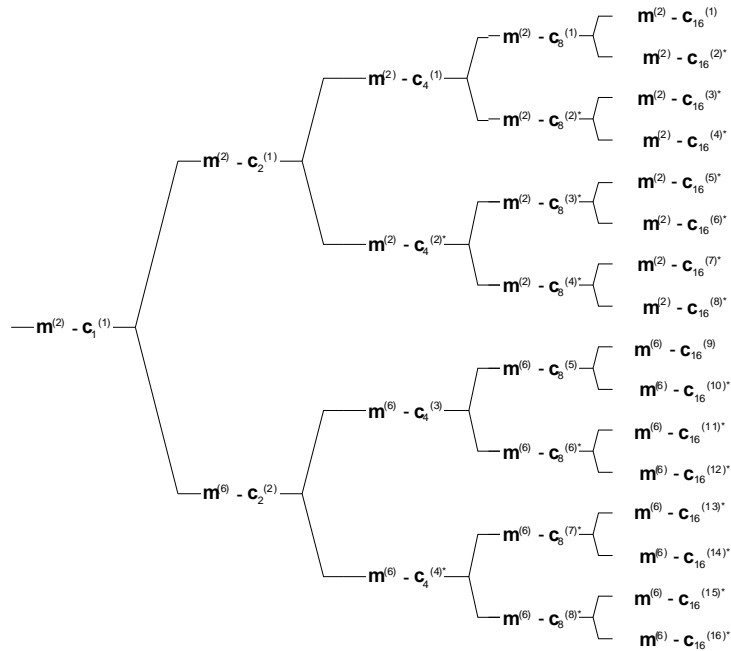 m(2) - c16(1)
m(2) - c8(1)
m(2) - c16(2)*
m(2) - c4(1)
m(2) - c16(3)*
m(2) - c8(2)*
m(2) - c16(4)*
m(2) - c2(1)
m(2) - c16(5)*
m(2) - c8(3)*
m(2) - c16(6)*
m(2) - c4(2)*
m(2) - c16(7)*
m(2) - c8(4)*
m(2) - c16(8)*
m(2) - c1(1)
m(6) - c16(9)
m(6) - c8(5)
m(6) - c16(10)*
m(6) - c4(3)
m(6) - c16(11)*
m(6) - c8(6)*
m(6) - c16(12)*
m(6) - c2(2)
m(6) - c16(13)*
m(6) - c8(7)*
m(6) - c16(14)*
m(6) - c4(4)*
m(6) - c16(15)*
m(6) - c8(8)*
m(6) - c16(16)*